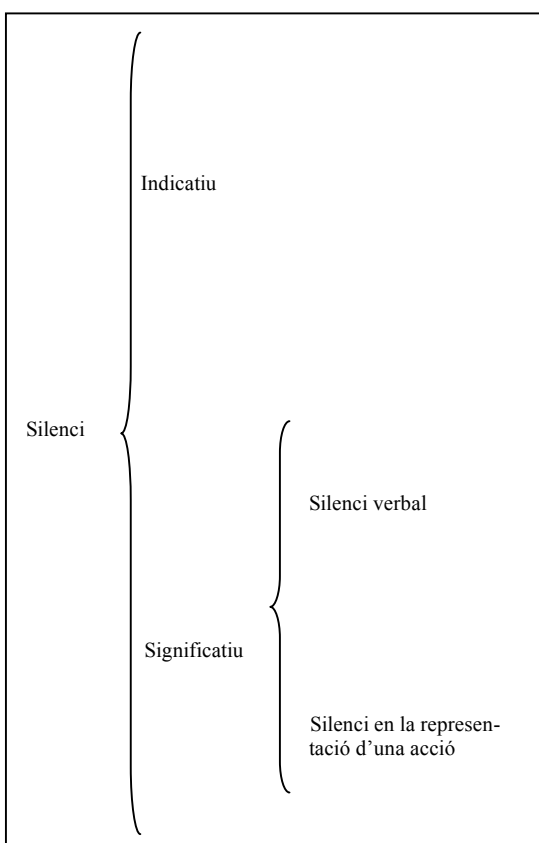 Indicatiu
Silenci
Silenci verbal
Significatiu
Silenci en la represen-
tació d’una acció